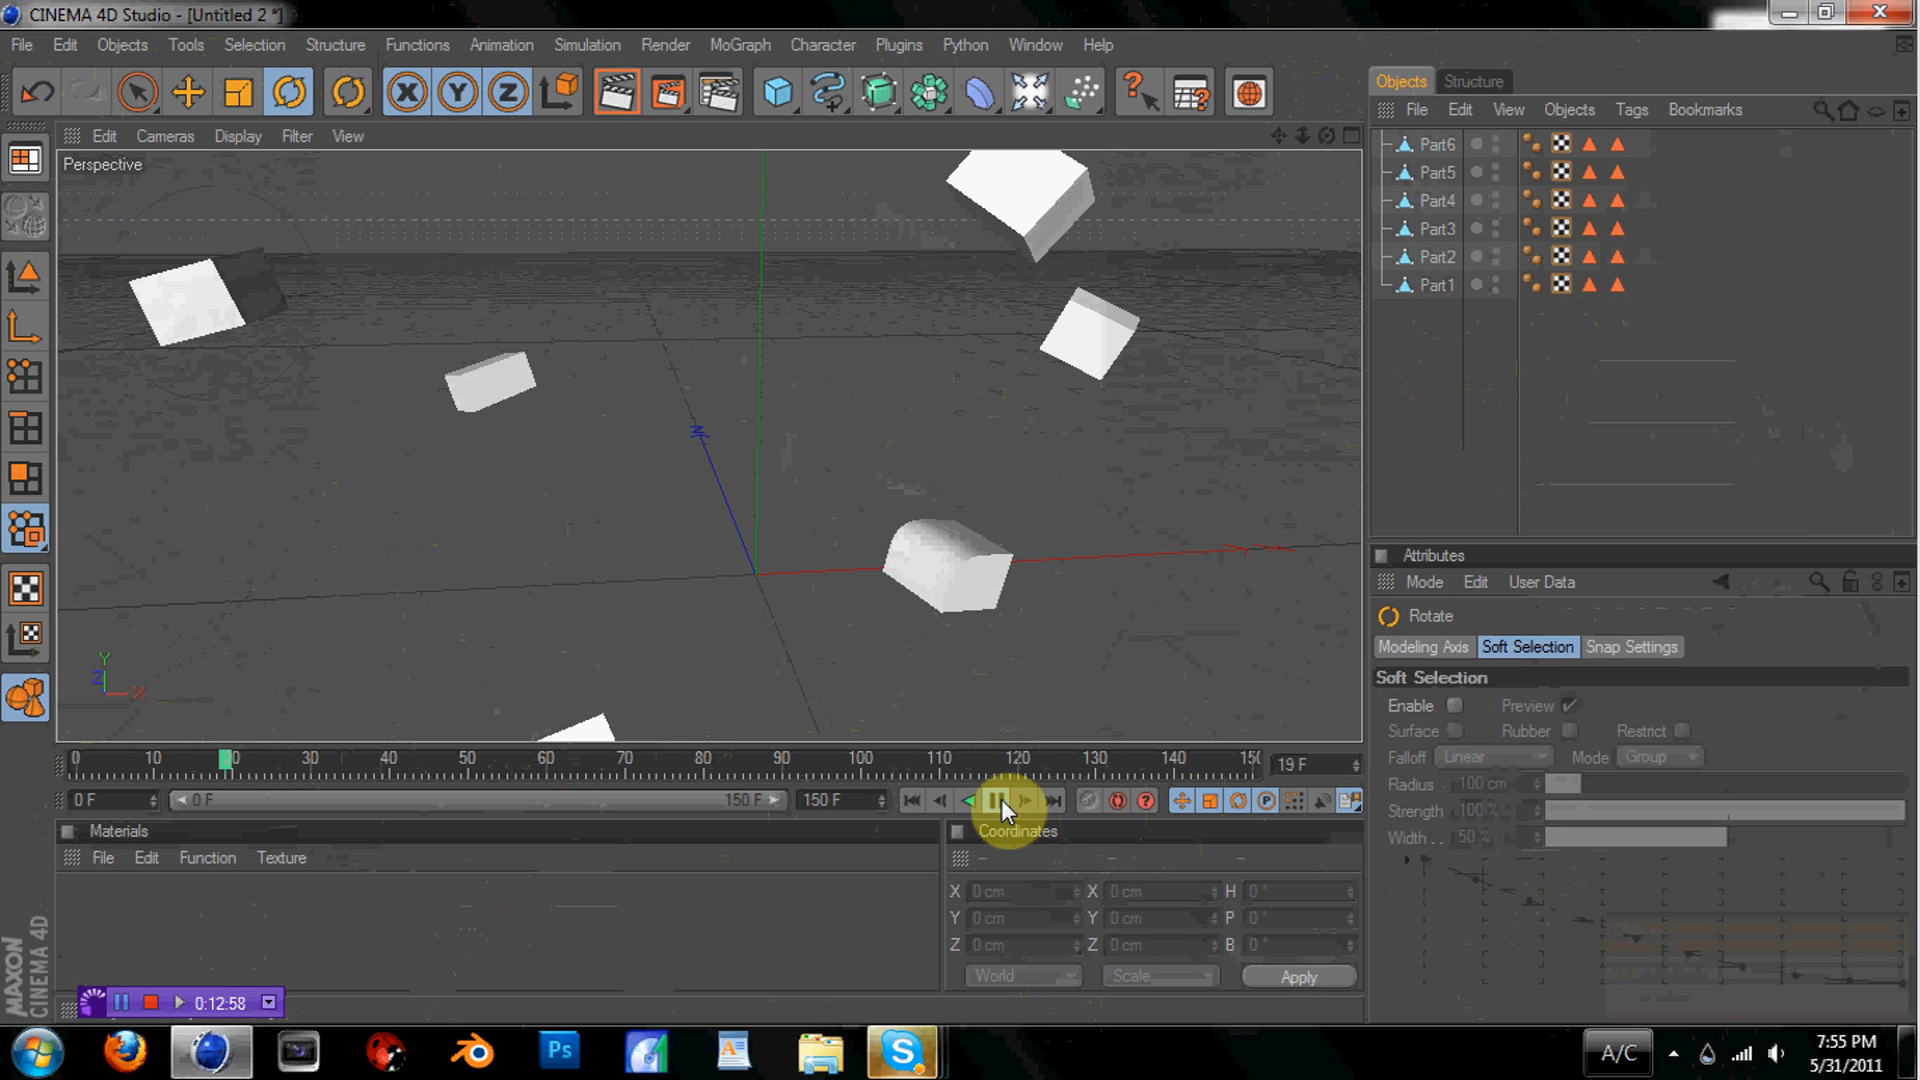 CINEMA 4D Studio - [Untitled 2 *]
File Edit Objects Tools Selection Structure Functions Animation Simulation Render MoGraph Character Plugins Python Window Help
X Y Z
Objects Structure
File Edit View Objects Tags Bookmarks
Edit Cameras Display Filter View
Perspective
Part6
Part5
Part4
Part3
Part2
Part1
Z
Y
Z
X
Attributes
Mode Edit User Data
Rotate
Modeling Axis Soft Selection Snap Settings
Soft Selection
Enable Preview
Surface Rubber Restrict
Falloff Linear Mode Group
Radius 100 cm
Strength 100 %
Width . . 50 %
0 10 20 30 40 50 60 70 80 90 100 110 120 130 140 150 19 F
0 F 0 F 150 F 150 F
Materials
File Edit Function Texture
Coordinates
X 0 cm X 0 cm H 0 °
Y 0 cm Y 0 cm P 0 °
Z 0 cm Z 0 cm B 0 °
World Scale Apply
MAXON
CINEMA 4D
0:12:58
Ps
A/C
7:55 PM
5/31/2011